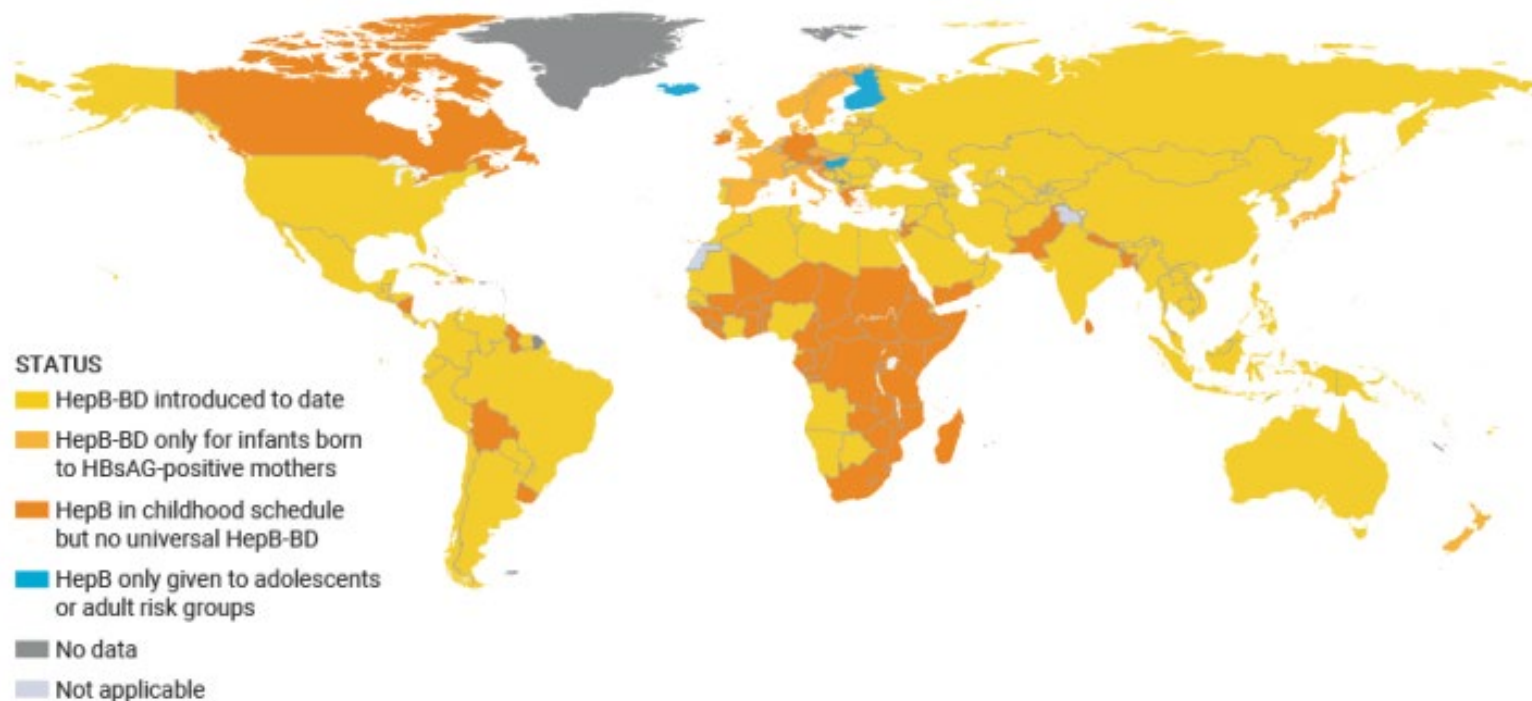 STATUS
HepB-BD introduced to date
HepB-BD only for infants born
to HBsAG-positive mothers
HepB in childhood schedule
but no universal HepB-BD
HepB only given to adolescents
or adult risk groups
No data
Not applicable